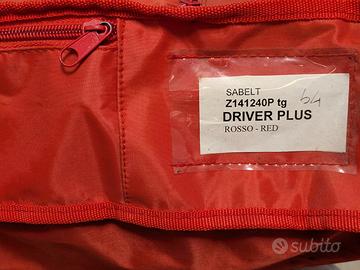 SABELT
Z141240P tg 64
DRIVER PLUS
ROSSO - RED
subito